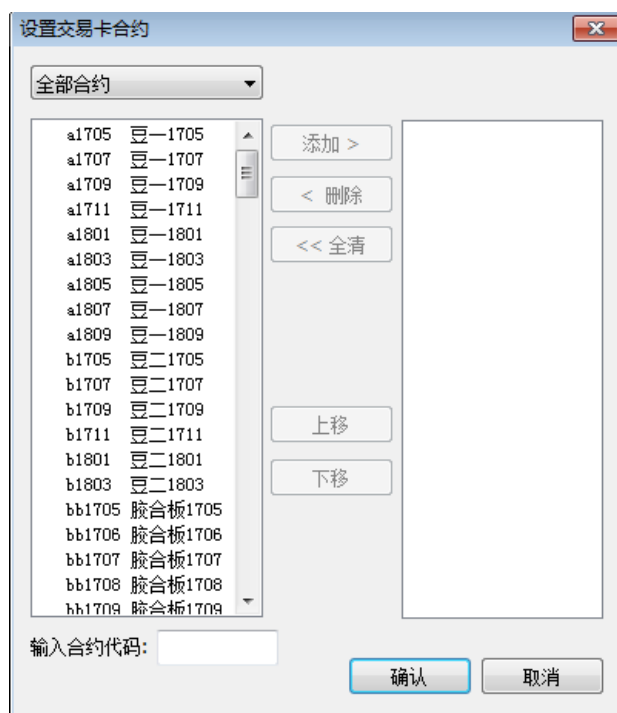 设置交易卡合约
全部合约
a1705 豆一1705
a1707 豆一1707
a1709 豆一1709
a1711 豆一1711
a1801 豆一1801
a1803 豆一1803
a1805 豆一1805
a1807 豆一1807
a1809 豆一1809
b1705 豆二1705
b1707 豆二1707
b1709 豆二1709
b1711 豆二1711
b1801 豆二1801
b1803 豆二1803
bb1705 胶合板1705
bb1706 胶合板1706
bb1707 胶合板1707
bb1708 胶合板1708
bb1709 胶合板1709
添加 >
< 删除
<< 全清
上移
下移
输入合约代码:
确认
取消